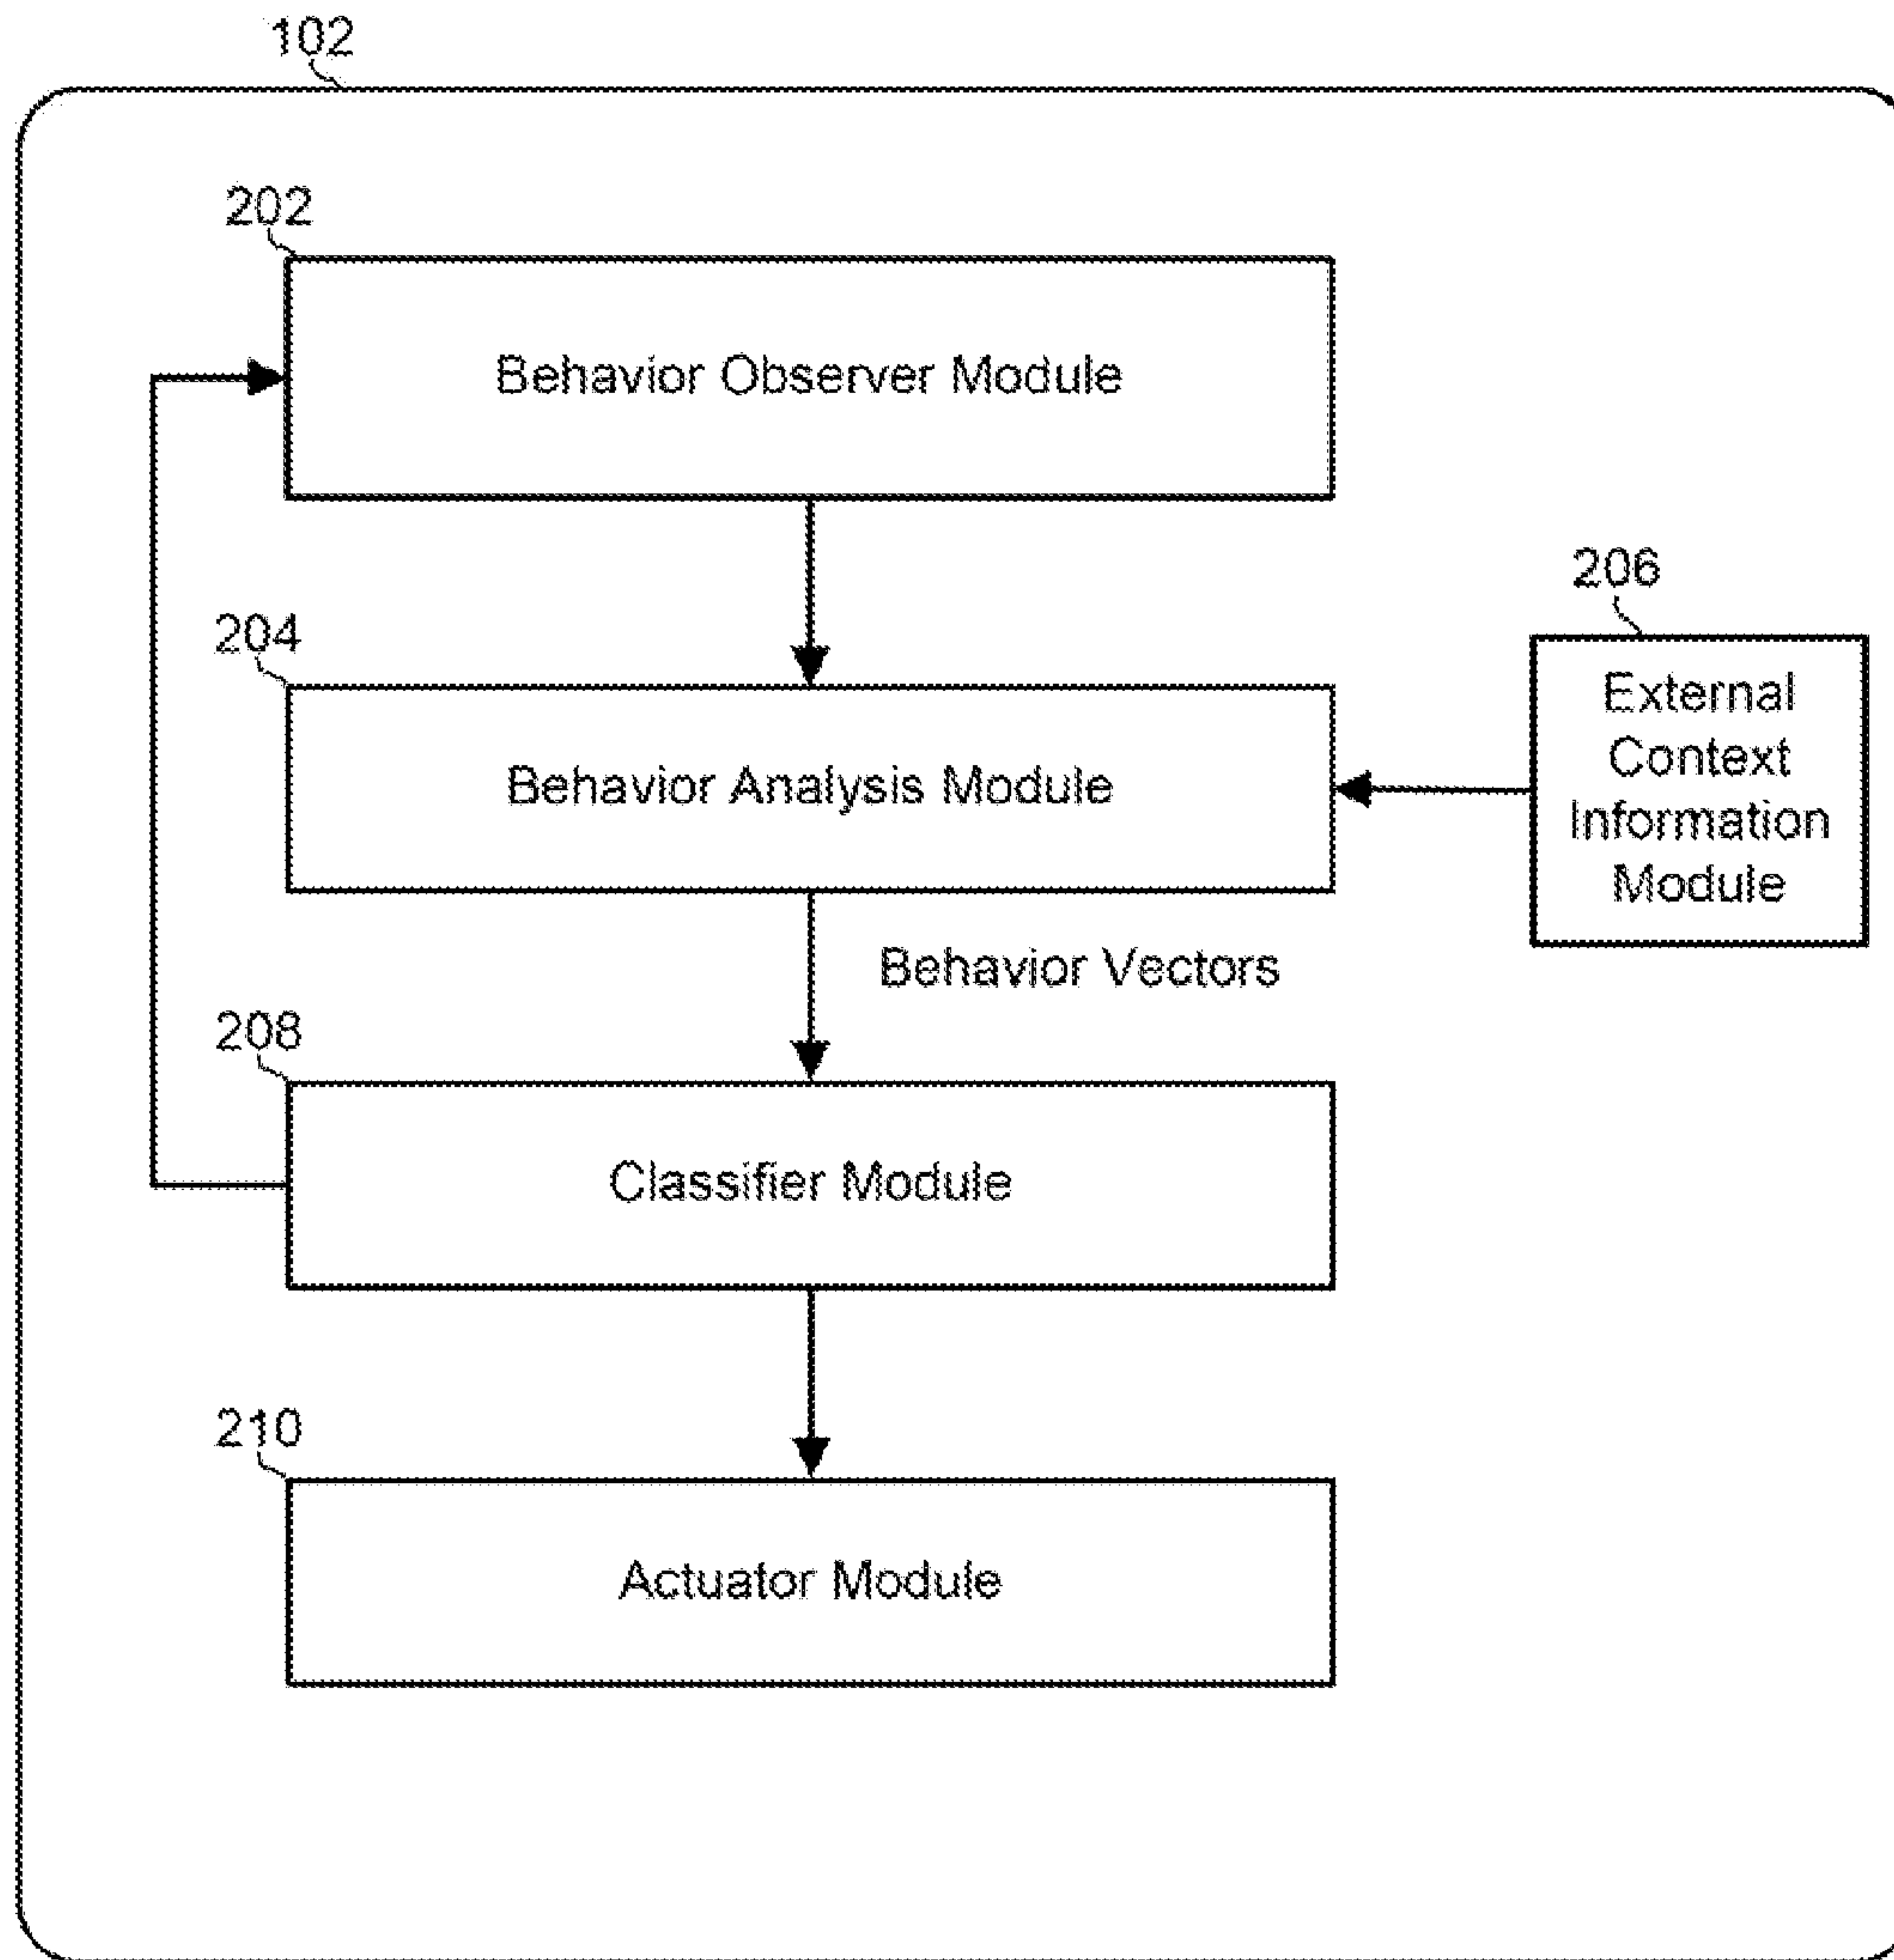 102
202
Behavior Observer Module
206
204
External
Context
Information
Module
Behavior Analysis Module
Behavior Vectors
208
Classifier Module
210
Actuator Module